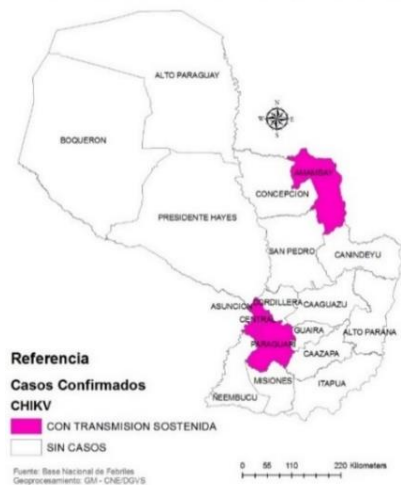 ALTO PARAGUAY
BOQUERON
N
W
E
S
AMAMBAY
CONCEPCION
PRESIDENTE HAYES
SAN PEDRO
CANINDEYU
ASUNCION
CORDILLERA
CAAGUAZU
CENTRAL
ALTO PARANA
GUAIRA
PARAGUARI
CAAZAPA
MISIONES
ITAPUA
ÑEEMBUCU
Referencia
Casos Confirmados
CHIKV
CON TRANSMISION SOSTENIDA
SIN CASOS
Fuente: Base Nacional de Febriles
Geoprocesamiento: GM - CNE/DGVS
0 55 110 220 Kilometers